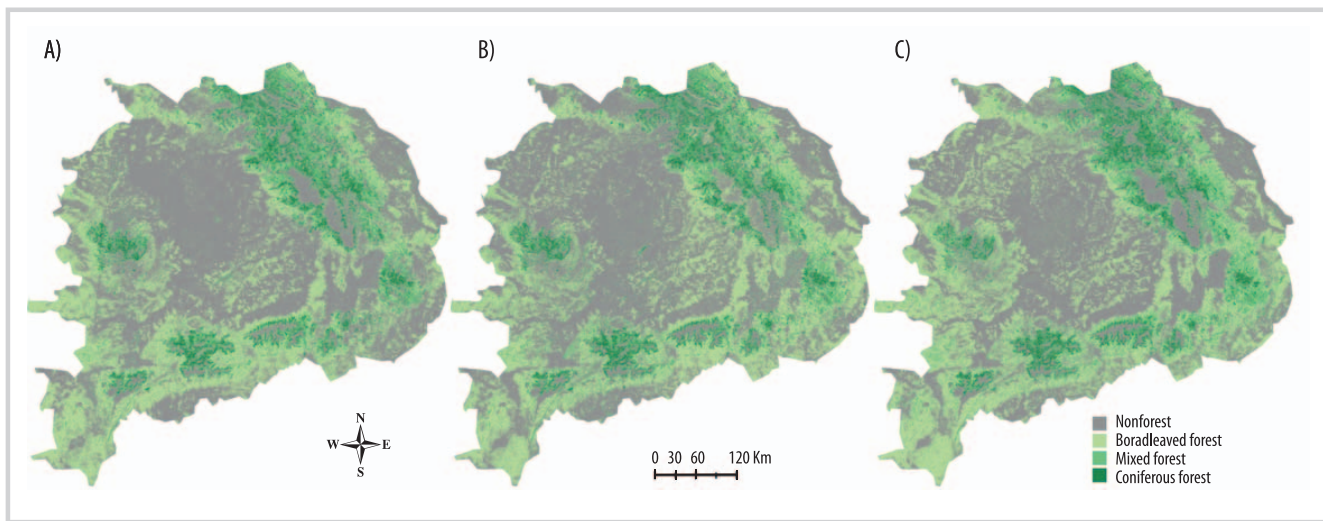 A)
B)
C)
N
W E
S
0 30 60 120 Km
Nonforest
Boradleaved forest
Mixed forest
Coniferous forest